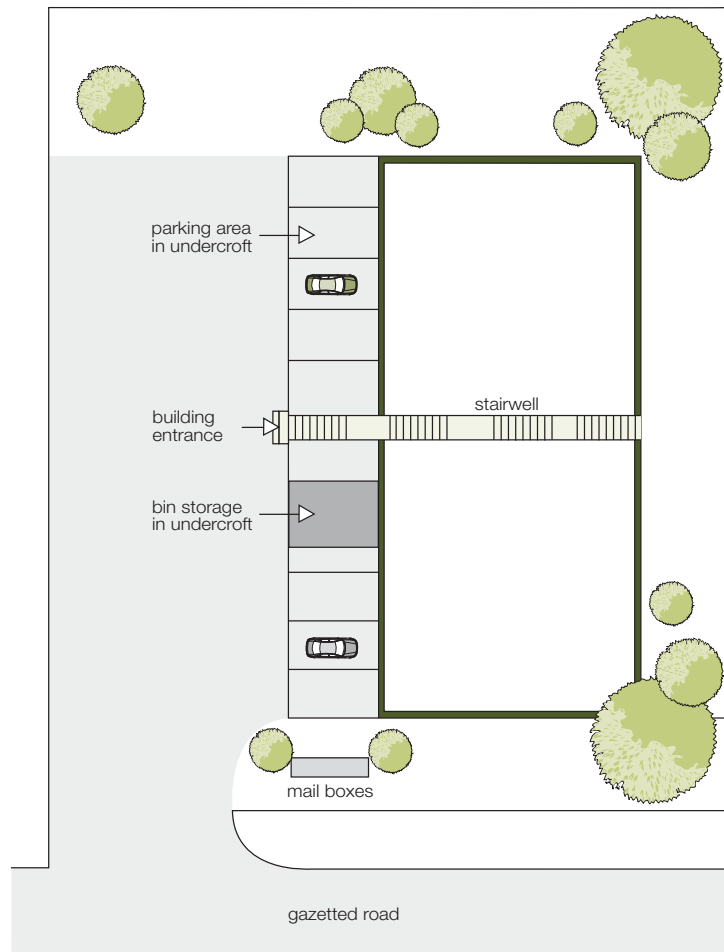 parking area
in undercroft
stairwell
building
entrance
bin storage
in undercroft
mail boxes
gazetted road